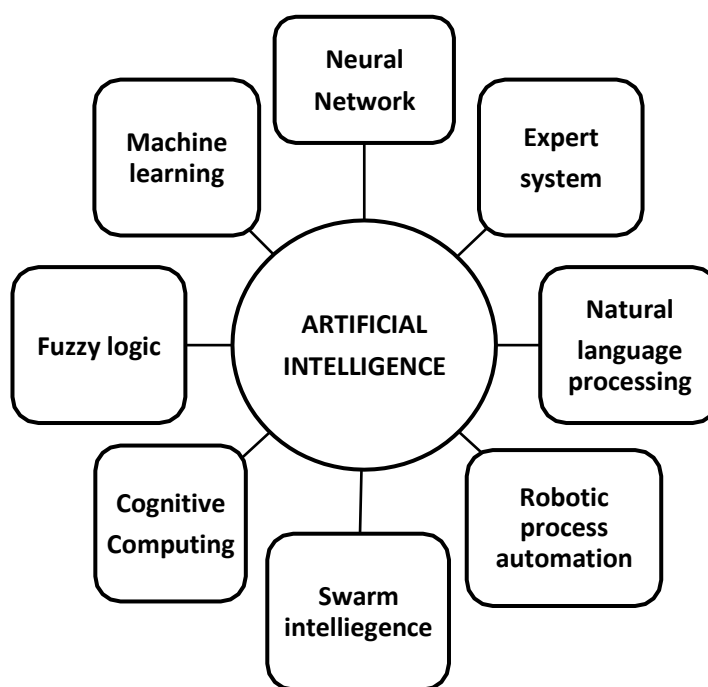 Neural
Network
Expert
system
Natural
language
processing
Robotic
process
automation
Swarm
intelliegence
Cognitive
Computing
Fuzzy logic
Machine
learning
ARTIFICIAL
INTELLIGENCE